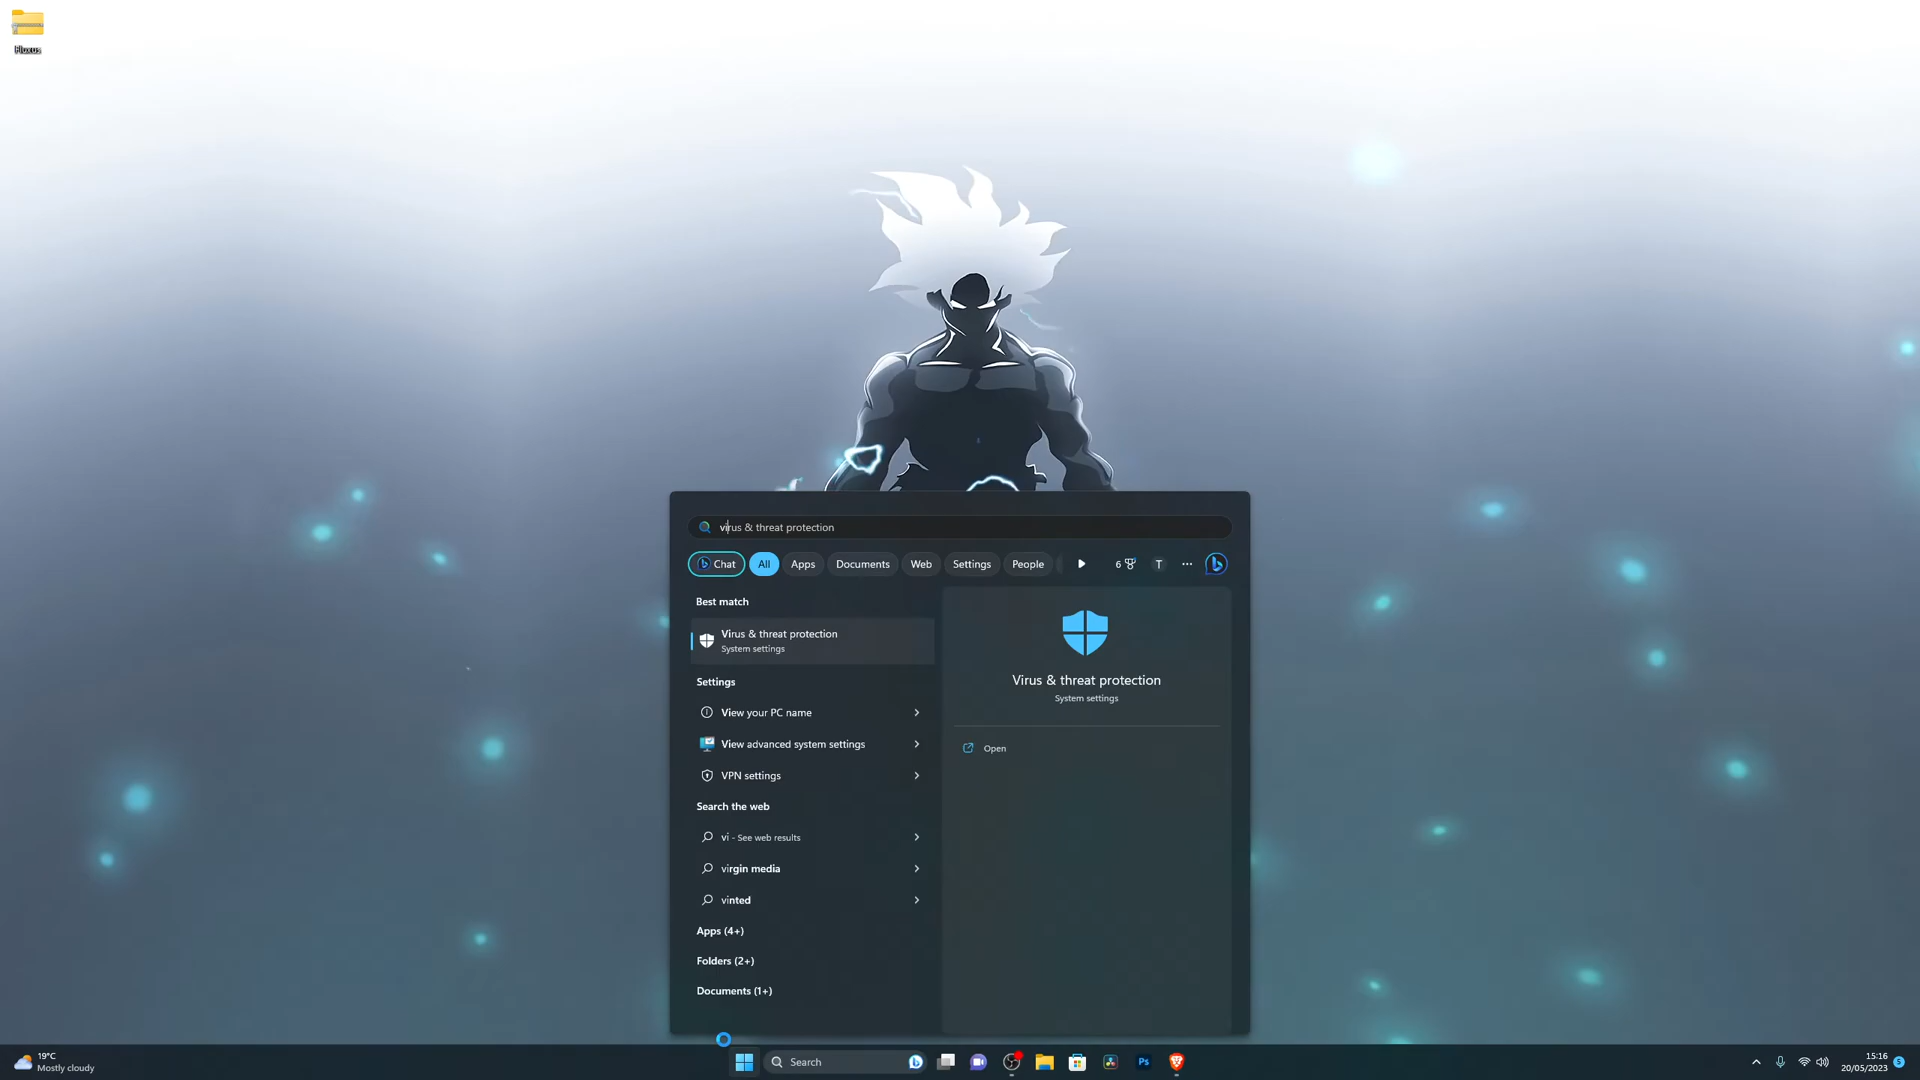 Fluxus
virus & threat protection
Chat
All
Apps
Documents
Web
Settings
People
6
T
Best match
Virus & threat protection
System settings
Settings
View your PC name
View advanced system settings
VPN settings
Search the web
vi - See web results
virgin media
vinted
Apps (4+)
Folders (2+)
Documents (1+)
Virus & threat protection
System settings
Open
19°C
Mostly cloudy
Search
Ps
15:16
20/05/2023
5